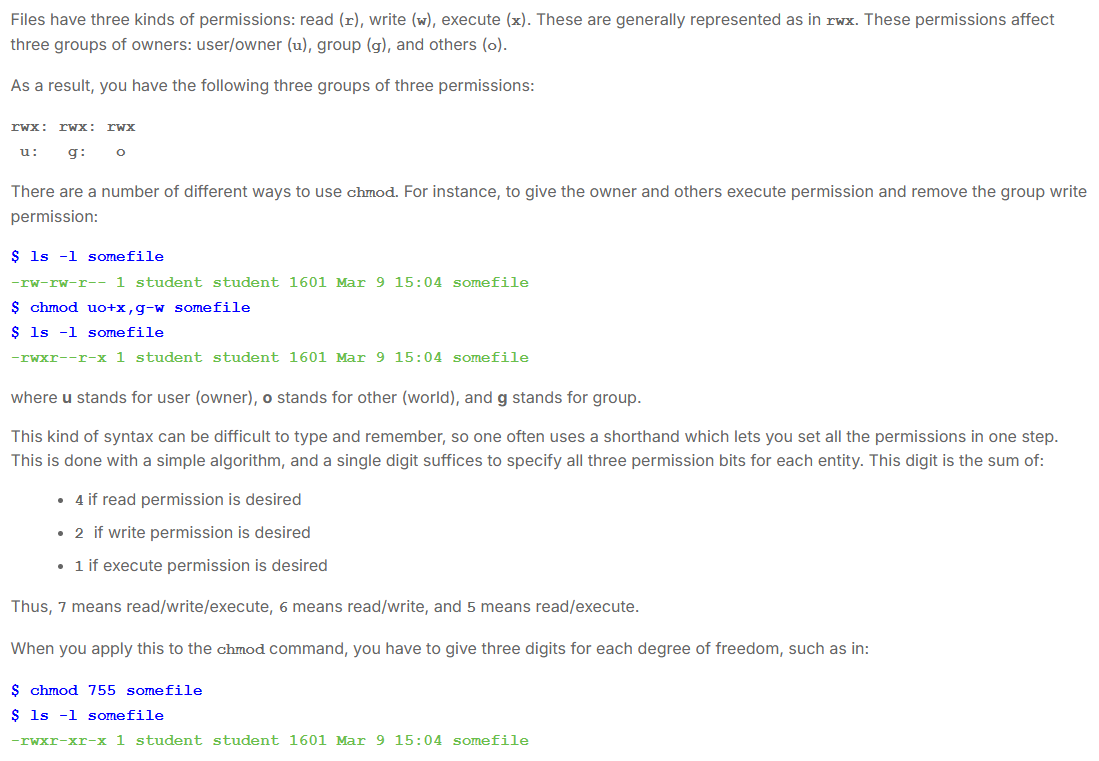 Files have three kinds of permissions: read (r), write (w), execute (x). These are generally represented as in rwx. These permissions affect
three groups of owners: user/owner (u), group (g), and others (o).
As a result, you have the following three groups of three permissions:
rwx: rwx: rwx
u: g: o
There are a number of different ways to use chmod. For instance, to give the owner and others execute permission and remove the group write
permission:
$ ls -l somefile
-rw-rw-r-- 1 student student 1601 Mar 9 15:04 somefile
$ chmod uo+x,g-w somefile
$ ls -l somefile
-rwxr--r-x 1 student student 1601 Mar 9 15:04 somefile
where u stands for user (owner), o stands for other (world), and g stands for group.
This kind of syntax can be difficult to type and remember, so one often uses a shorthand which lets you set all the permissions in one step.
This is done with a simple algorithm, and a single digit suffices to specify all three permission bits for each entity. This digit is the sum of:
• 4 if read permission is desired
• 2 if write permission is desired
• 1 if execute permission is desired
Thus, 7 means read/write/execute, 6 means read/write, and 5 means read/execute.
When you apply this to the chmod command, you have to give three digits for each degree of freedom, such as in:
$ chmod 755 somefile
$ ls -l somefile
-rwxr-xr-x 1 student student 1601 Mar 9 15:04 somefile